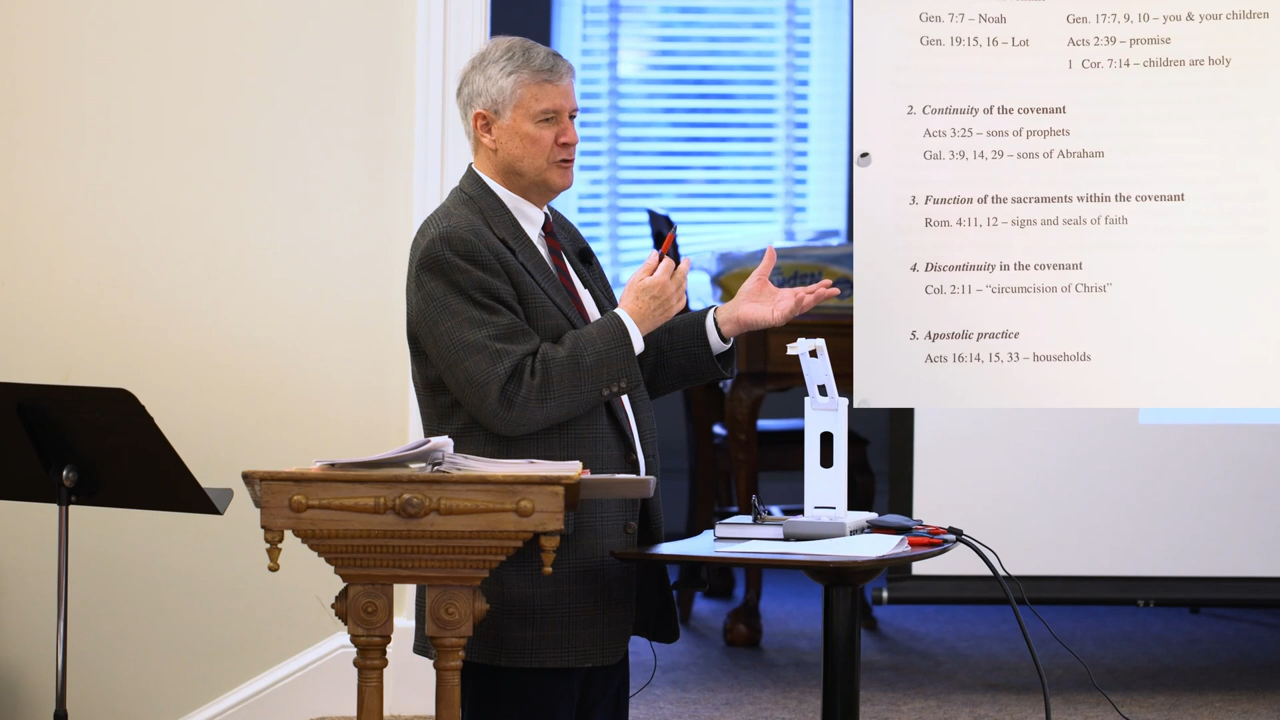 Gen. 7:7 – Noah
Gen. 17:7, 9, 10 – you & your children
Gen. 19:15, 16 – Lot
Acts 2:39 – promise
1 Cor. 7:14 – children are holy
2. Continuity of the covenant
Acts 3:25 – sons of prophets
Gal. 3:9, 14, 29 – sons of Abraham
3. Function of the sacraments within the covenant
Rom. 4:11, 12 – signs and seals of faith
4. Discontinuity in the covenant
Col. 2:11 – “circumcision of Christ”
5. Apostolic practice
Acts 16:14, 15, 33 – households